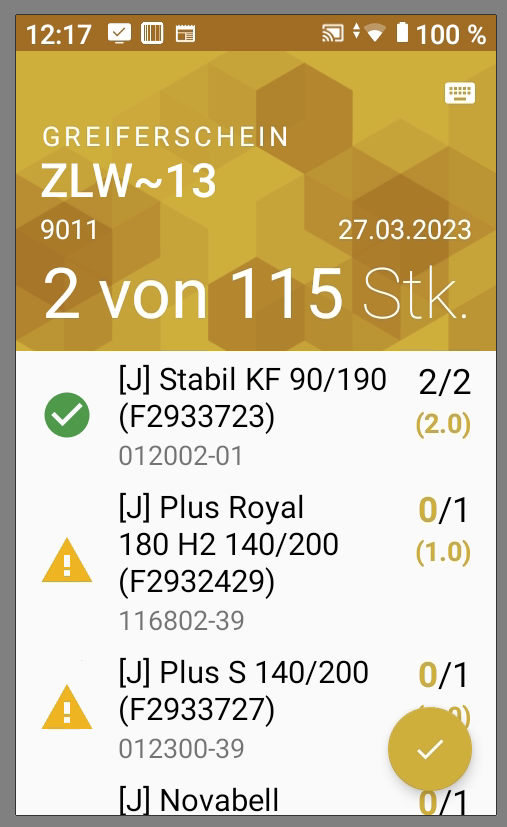 12:17 100 %
GREIFERSCHEIN
ZLW~13
9011 27.03.2023
2 von 115 Stk.
[J] Stabil KF 90/190 2/2
(F2933723) (2.0)
012002-01
[J] Plus Royal 0/1
180 H2 140/200 (1.0)
(F2932429)
116802-39
[J] Plus S 140/200 0/1
(F2933727)
012300-39
[J] Novabell 0/1